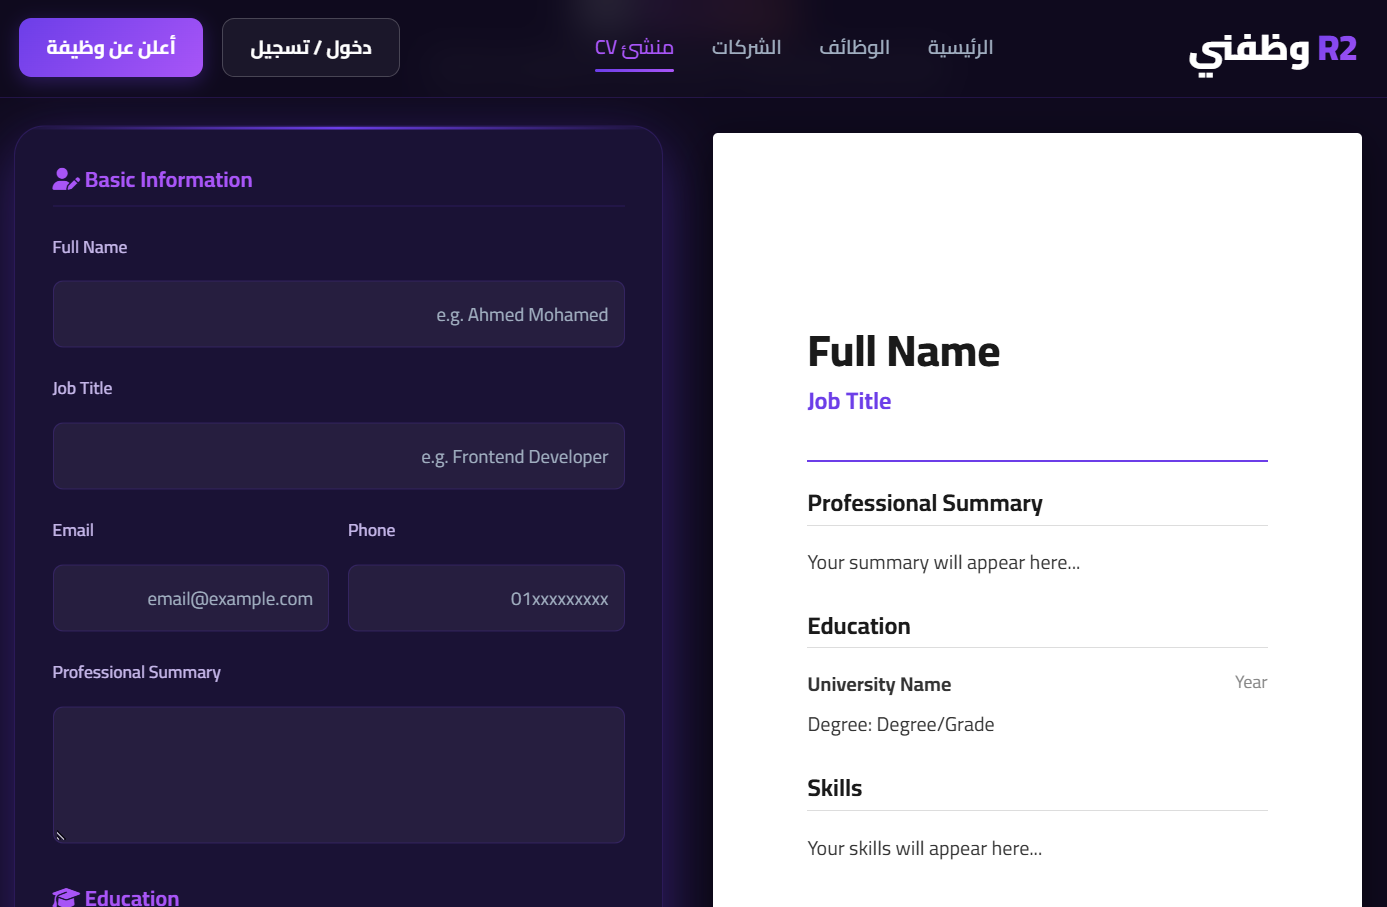 R2 وظفني
الرئيسية
الوظائف
الشركات
منشئ CV
دخول / تسجيل
أعلن عن وظيفة
Basic Information
Full Name
e.g. Ahmed Mohamed
Job Title
e.g. Frontend Developer
Email
Phone
email@example.com
01xxxxxxxxx
Professional Summary
Education
Full Name
Job Title
Professional Summary
Your summary will appear here...
Education
University Name
Year
Degree: Degree/Grade
Skills
Your skills will appear here...